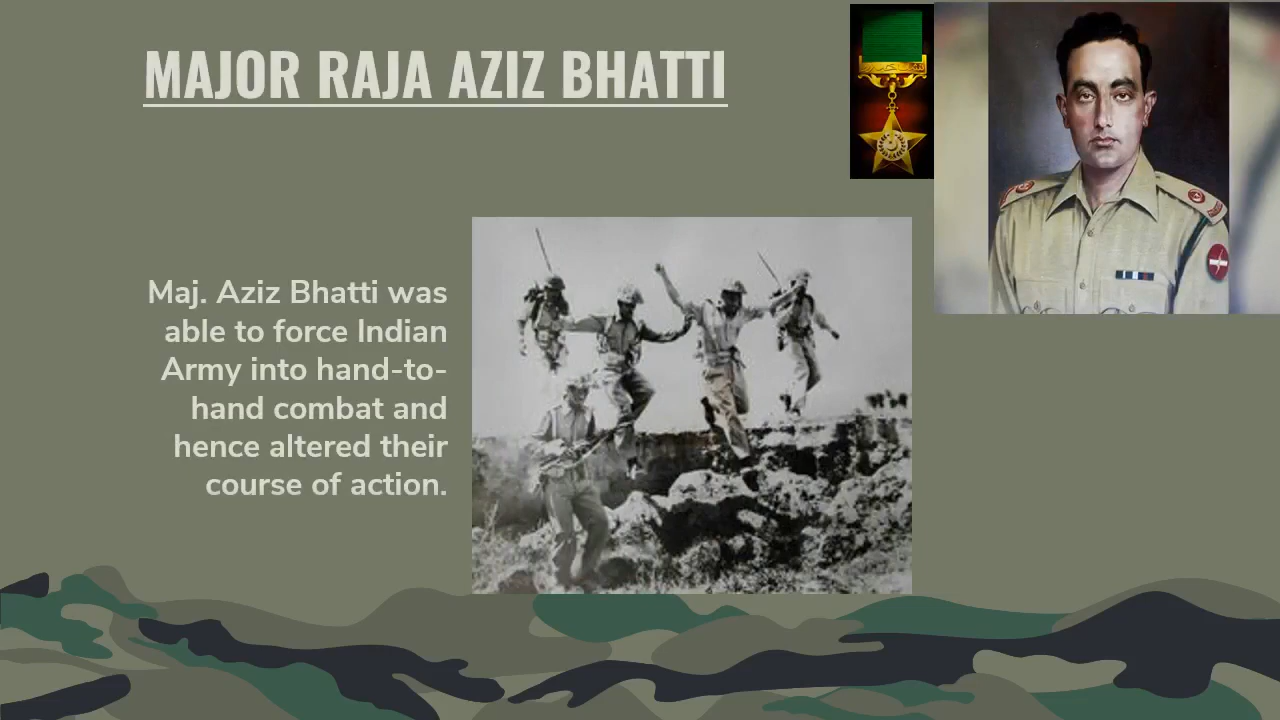 MAJOR RAJA AZIZ BHATTI
Maj. Aziz Bhatti was
able to force Indian
Army into hand-to-
hand combat and
hence altered their
course of action.